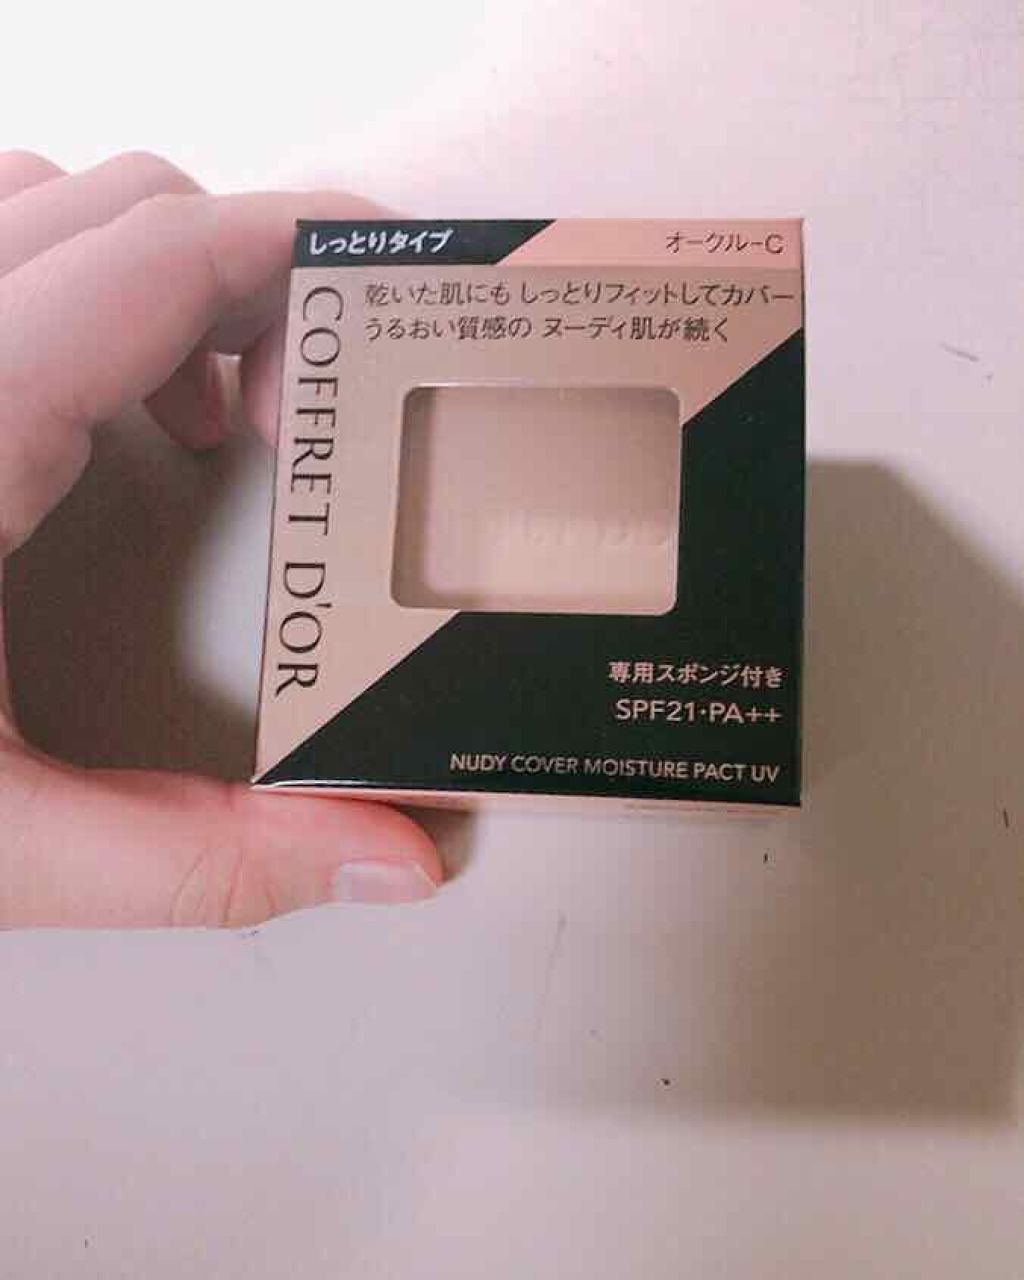 しっとりタイプ
オークル-C
乾いた肌にも しっとりフィットしてカバー
うるおい質感の ヌーディ肌が続く
COFFRET D'OR
専用スポンジ付き
SPF21・PA++
NUDY COVER MOISTURE PACT UV